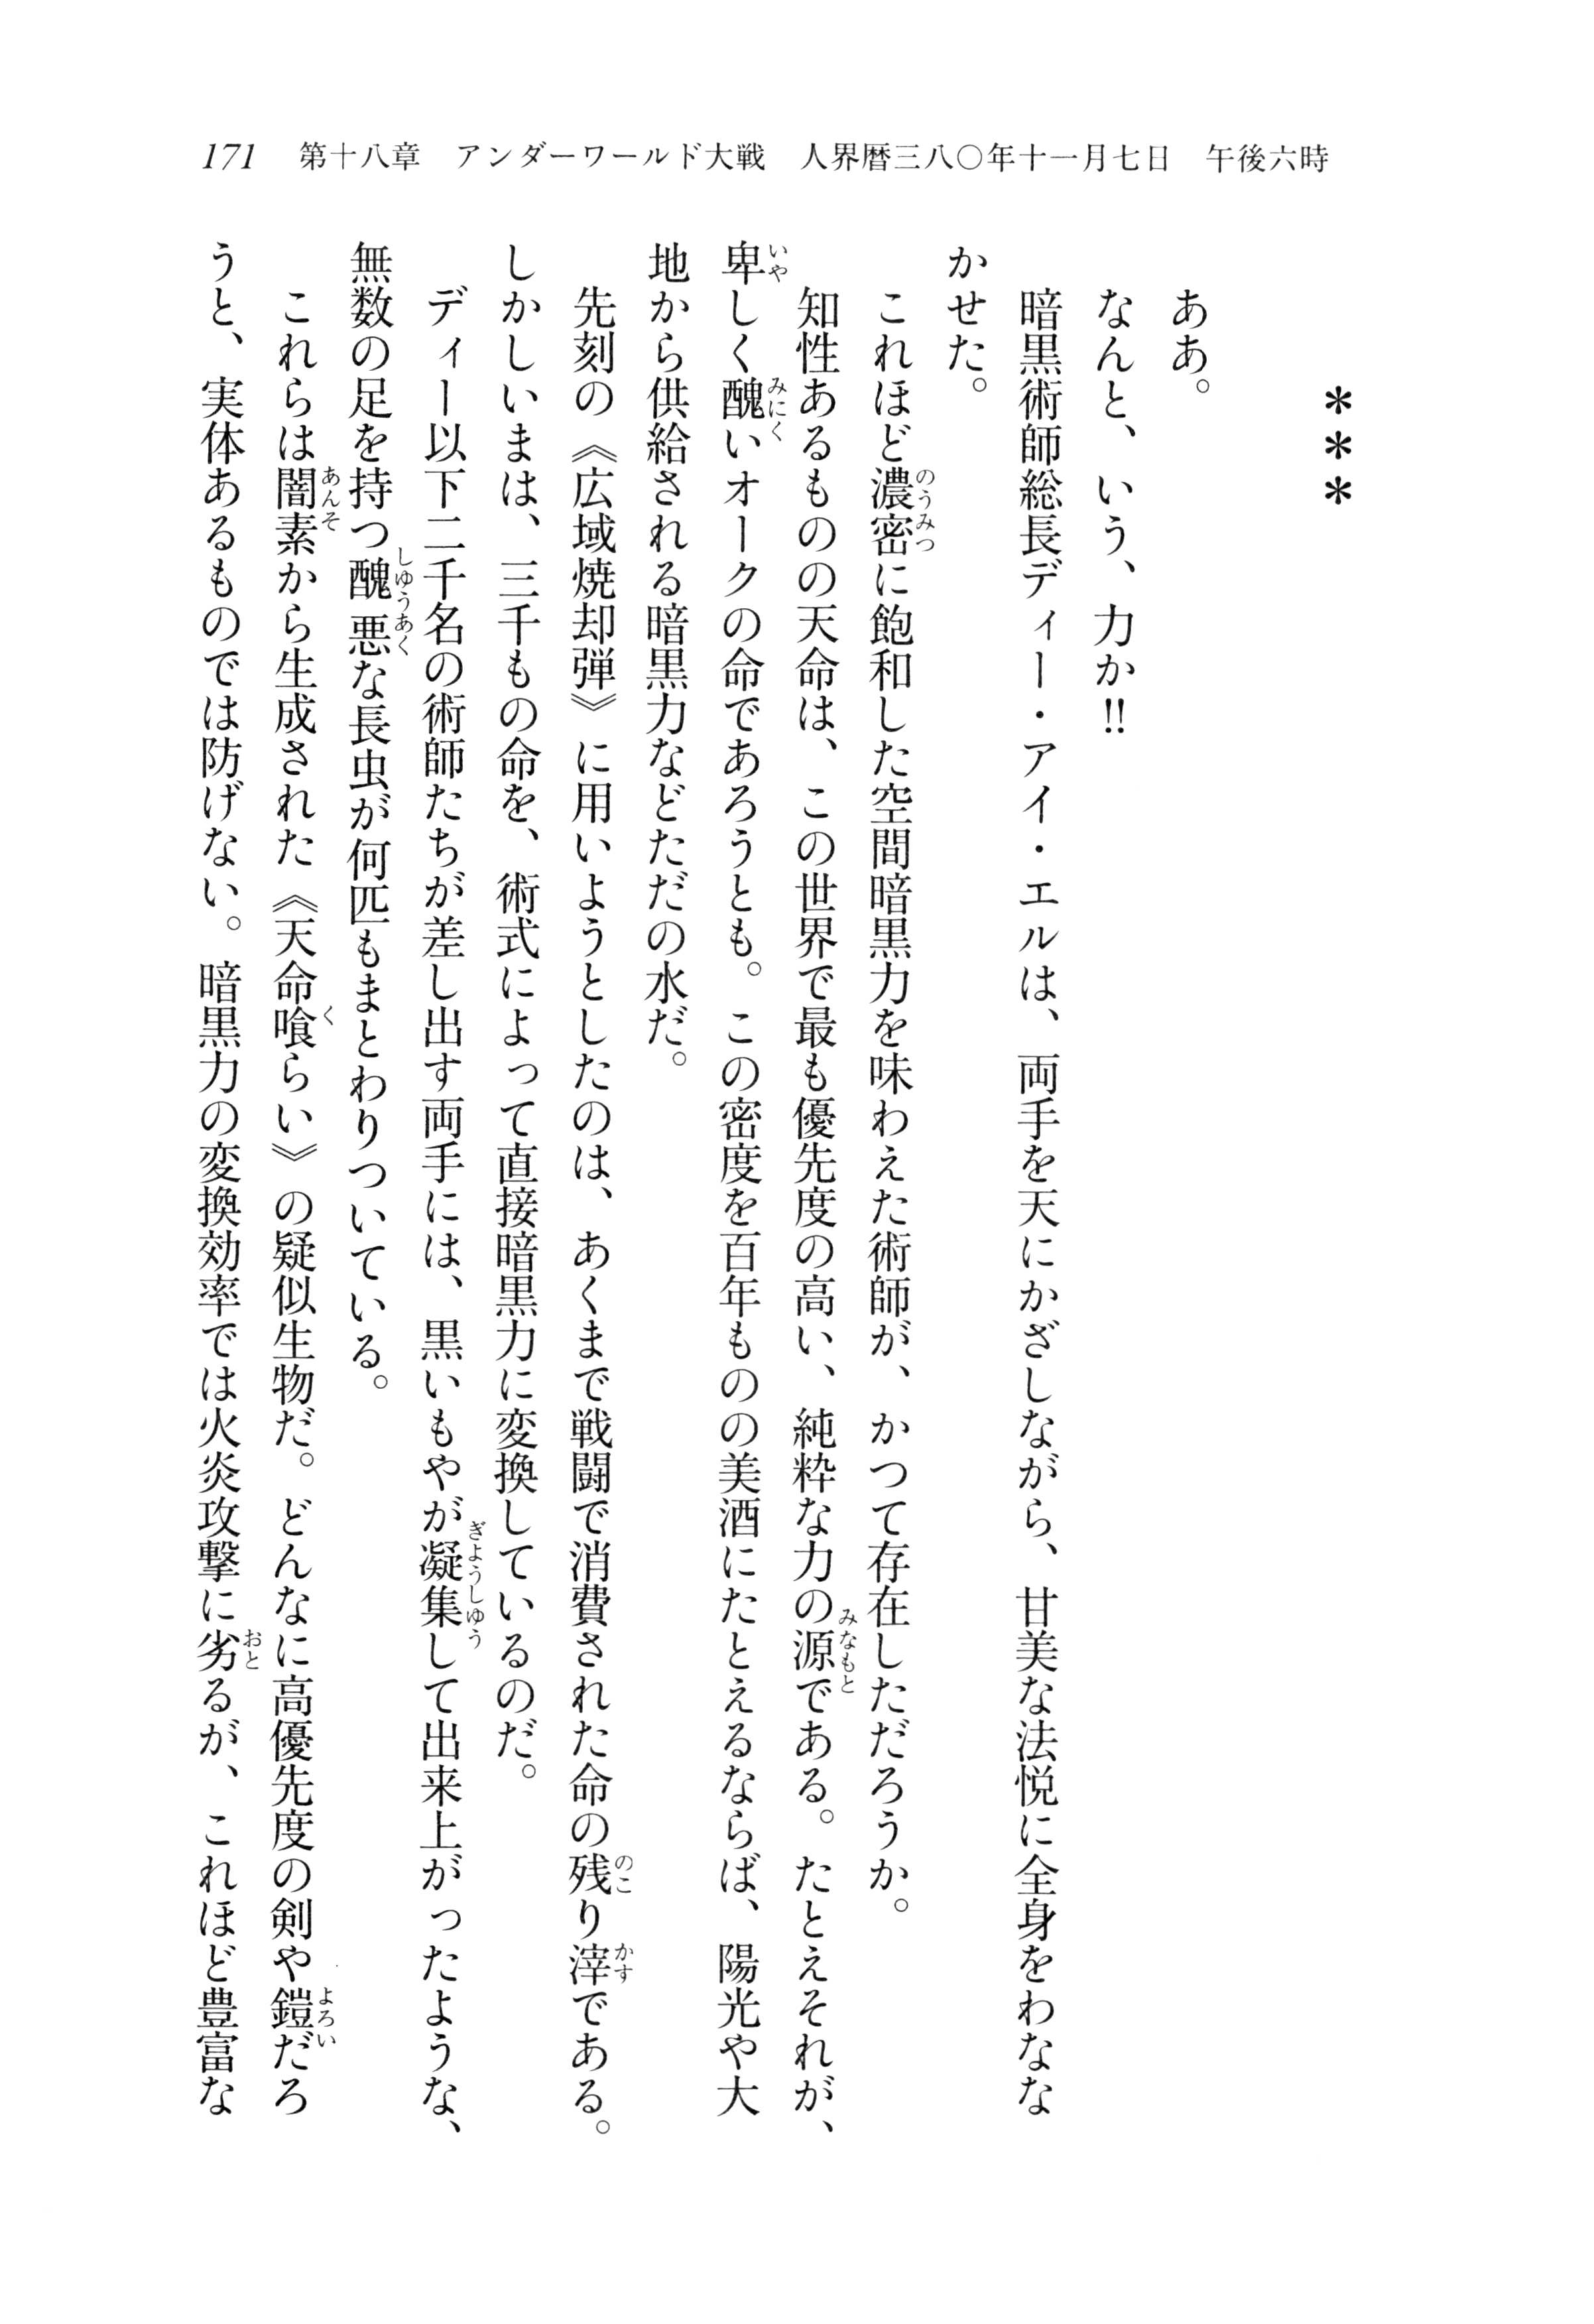 171　第十八章　アンダーワールド大戦　人界暦三八〇年十一月七日　午後六時
＊＊＊
ああ。
なんと、いう、力か!!
暗黒術師総長ディー・アイ・エルは、両手を天にかざしながら、甘美な法悦に全身をわなな
かせた。
これほど濃密に飽和した空間暗黒力を味わえた術師が、かつて存在しただろうか。
知性あるものの天命は、この世界で最も優先度の高い、純粋な力の源である。たとえそれが、
卑しく醜いオークの命であろうとも。この密度を百年ものの美酒にたとえるならば、陽光や大
地から供給される暗黒力などただの水だ。
先刻の《広域焼却弾》に用いようとしたのは、あくまで戦闘で消費された命の残り滓である。
しかしいまは、三千もの命を、術式によって直接暗黒力に変換しているのだ。
ディー以下二千名の術師たちが差し出す両手には、黒いもやが凝集して出来上がったような、
無数の足を持つ醜悪な長虫が何匹もまとわりついている。
これらは闇素から生成された《天命喰らい》の疑似生物だ。どんなに高優先度の剣や鎧だろ
うと、実体あるものでは防げない。暗黒力の変換効率では火炎攻撃に劣るが、これほど豊富な